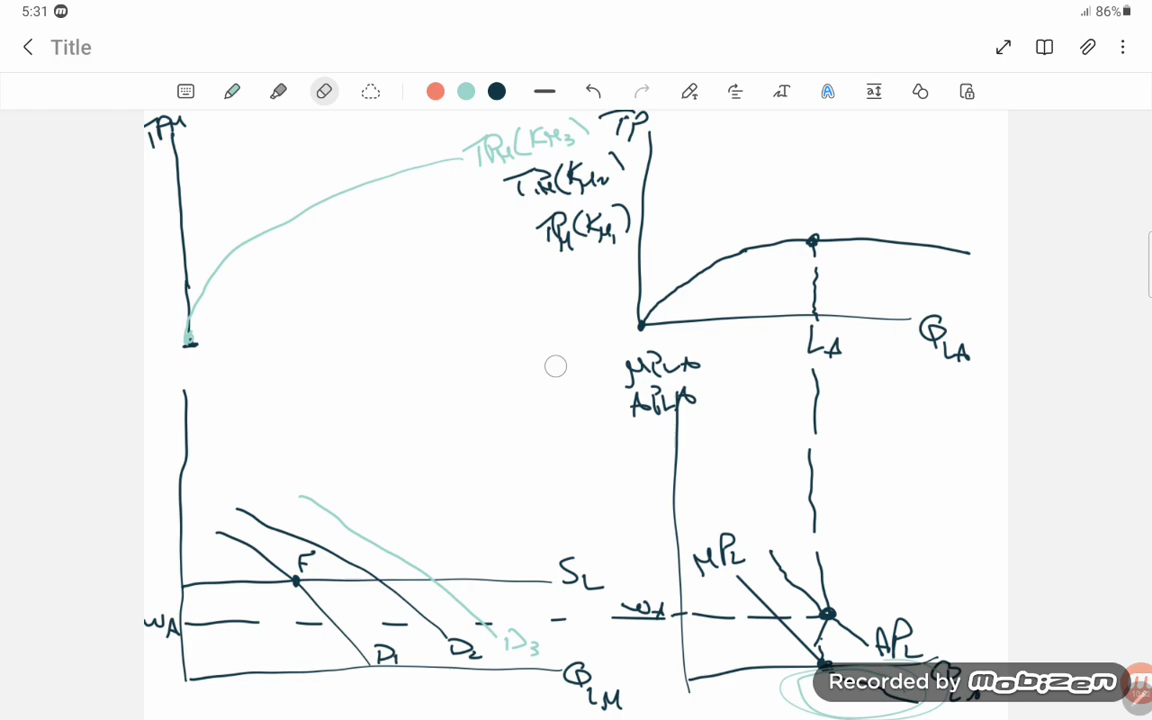 5:31
86%
Title
TPM
TPM(KM3)
TPM(KM2)
TPM(KM1)
TP
LA
QLA
MPLA
APLA
F
SL
WA
D1
D2
D3
QLM
MPL
WA
APL
Recorded by mobizen